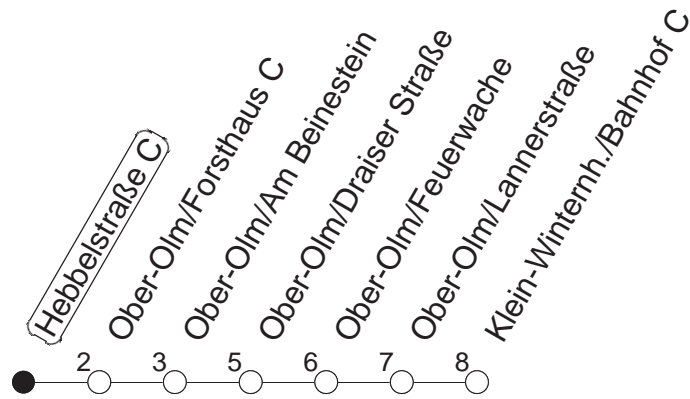 Hebbelstraße C
Ober-Olm/Forsthaus C
Ober-Olm/Am Beinestein
Ober-Olm/Draiser Straße
Ober-Olm/Feuerwache
Ober-Olm/Lannerstraße
Klein-Winternh./Bahnhof C
2 3 5 6 7 8